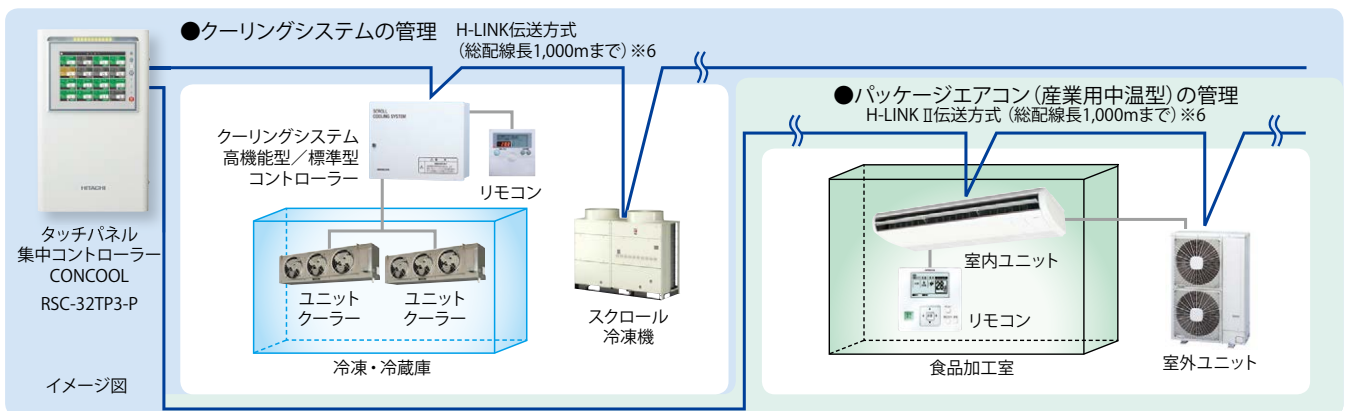 ●クーリングシステムの管理
H-LINK伝送方式
(総配線長1,000mまで)※6
HITACHI
タッチパネル
集中コントローラー
CONCOOL
RSC-32TP3-P
イメージ図
SCROLL
COOLING SYSTEM
クーリングシステム
高機能型／標準型
コントローラー
リモコン
ユニット
クーラー
ユニット
クーラー
冷凍・冷蔵庫
スクロール
冷凍機
●パッケージエアコン(産業用中温型)の管理
H-LINK Ⅱ伝送方式(総配線長1,000mまで)※6
室内ユニット
リモコン
食品加工室
室外ユニット